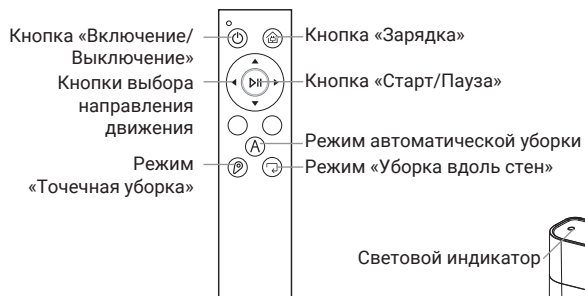 Кнопка «Включение/
Выключение»
Кнопка «Зарядка»
Кнопки выбора
направления
движения
Кнопка «Старт/Пауза»
A
Режим автоматической уборки
Режим
«Точечная уборка»
Режим «Уборка вдоль стен»
Световой индикатор